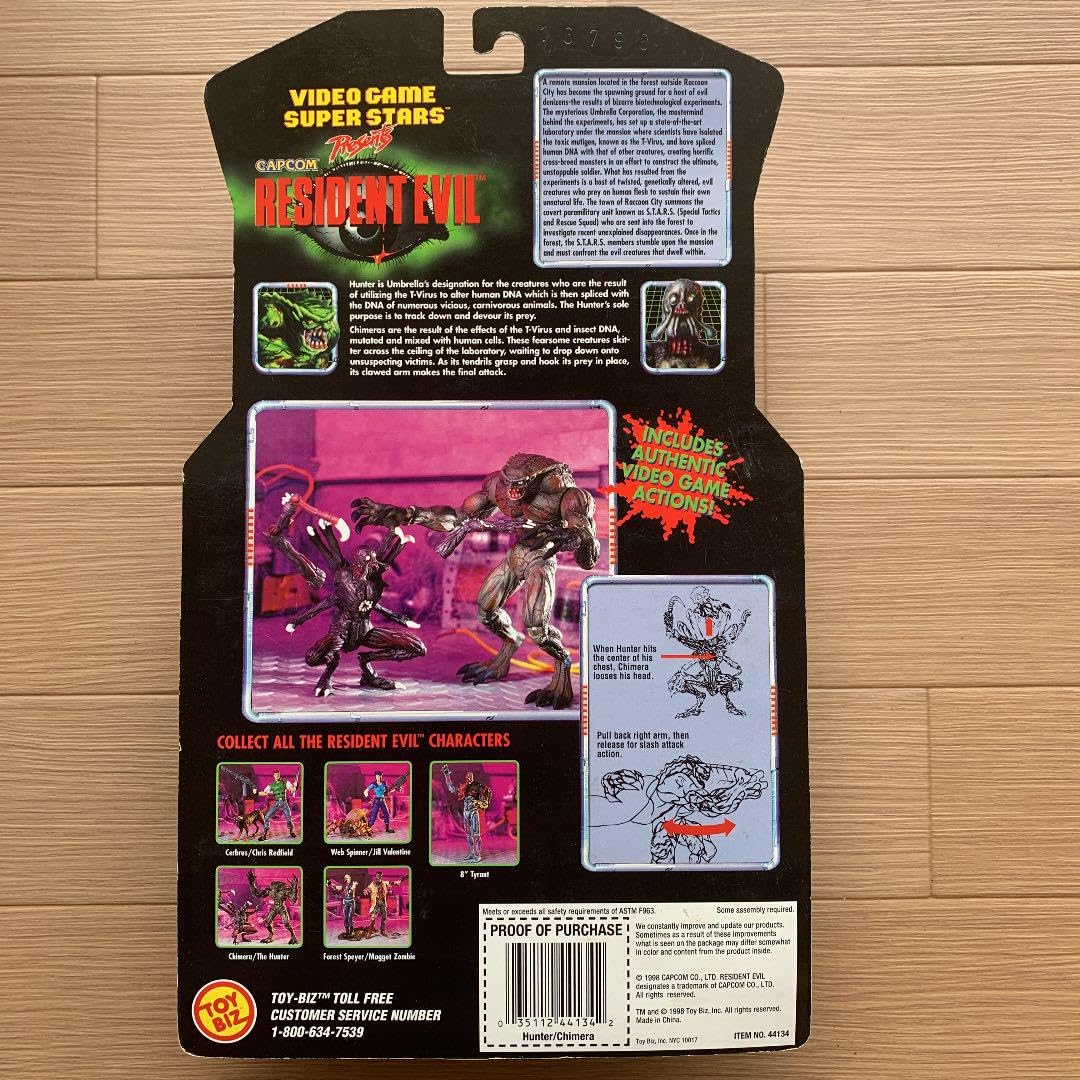 13793
VIDEO GAME
SUPER STARS™
Presents
CAPCOM
RESIDENT EVIL™
A remote mansion located in the forest outside Raccoon
City has become the spawning ground for a host of evil
denizens-the results of bizarre biotechnological experiments.
The mysterious Umbrella Corporation, the mastermind
behind the experiments, has set up a state-of-the-art
laboratory under the mansion where scientists have isolated
the toxic mutigen, known as the T-Virus, and have spliced
human DNA with that of other creatures, creating horrific
cross-breed monsters in an effort to construct the ultimate,
unstoppable soldier. What has resulted from the
experiments is a host of twisted, genetically altered, evil
creatures who prey on human flesh to sustain their own
unnatural life. The town of Raccoon City summons the
covert paramilitary unit known as S.T.A.R.S. (Special Tactics
and Rescue Squad) who are sent into the forest to
investigate recent unexplained disappearances. Once in the
forest, the S.T.A.R.S. members stumble upon the mansion
and must confront the evil creatures that dwell within.
Hunter is Umbrella's designation for the creatures who are the result
of utilizing the T-Virus to alter human DNA which is then spliced with
the DNA of numerous vicious, carnivorous animals. The Hunter's sole
purpose is to track down and devour its prey.
Chimeras are the result of the effects of the T-Virus and insect DNA,
mutated and mixed with human cells. These fearsome creatures skit-
ter across the ceiling of the laboratory, waiting to drop down onto
unsuspecting victims. As its tendrils grasp and hook its prey in place,
its clawed arm makes the final attack.
INCLUDES
AUTHENTIC
VIDEO GAME
ACTIONS!
When Hunter hits
the center of his
chest, Chimera
looses his head.
Pull back right arm, then
release for slash attack
action.
COLLECT ALL THE RESIDENT EVIL™ CHARACTERS
Cerbrus/Chris Redfield
Web Spinner/Jill Valentine
8" Tyrant
Chimera/The Hunter
Forest Speyer/Maggot Zombie
TOY BIZ
TOY-BIZ™ TOLL FREE
CUSTOMER SERVICE NUMBER
1-800-634-7539
Meets or exceeds all safety requirements of ASTM F963.
Some assembly required.
PROOF OF PURCHASE
0 35112 44134 2
Hunter/Chimera
We constantly improve and update our products.
Sometimes as a result of these improvements
what is seen on the package may differ somewhat
in color and content from the product inside.
© 1998 CAPCOM CO., LTD. RESIDENT EVIL
designates a trademark of CAPCOM CO., LTD.
All rights reserved.
TM and © 1998 Toy Biz, Inc. All rights reserved.
Made in China.
Toy Biz, Inc. NYC 10017
ITEM NO. 44134